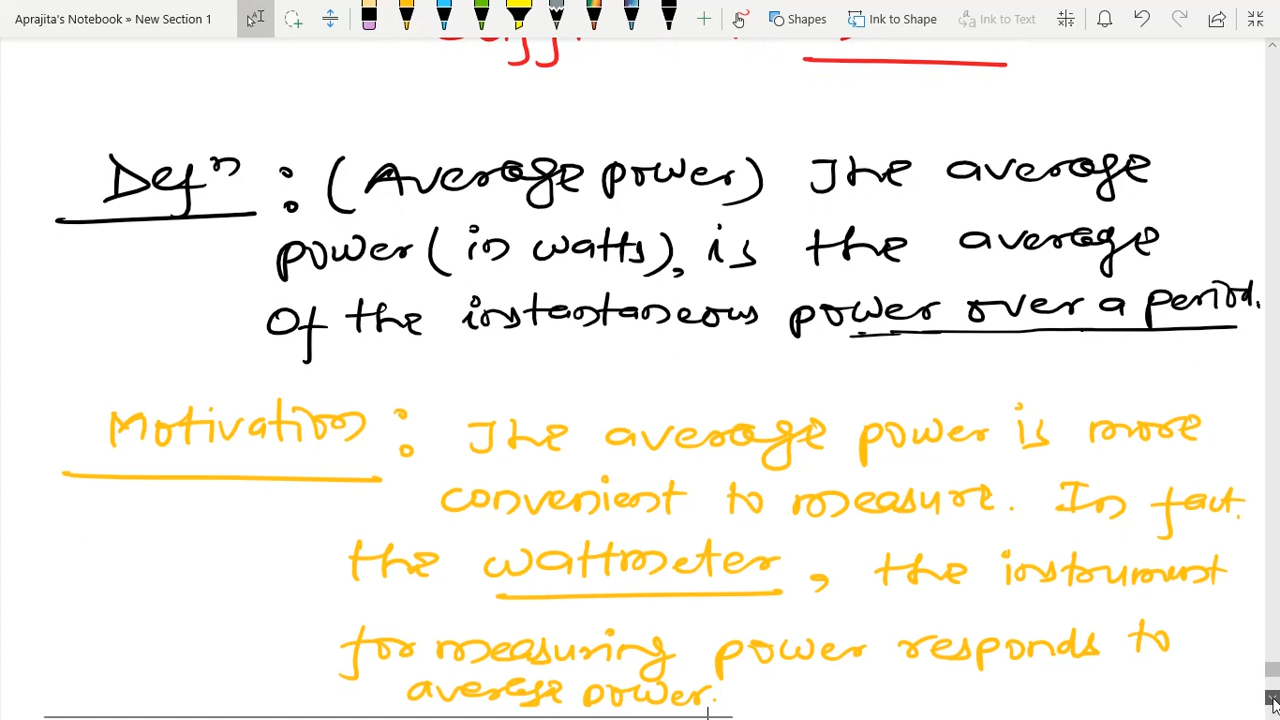 Aprajita's Notebook » New Section 1
Shapes
Ink to Shape
Ink to Text
Defⁿ : (Average power) The average
power (in watts), is the average
Of the instantaneous power over a period.
Motivation : The average power is more
convenient to measure. In fact.
the wattmeter, the instrument
for measuring power responds to
average power.